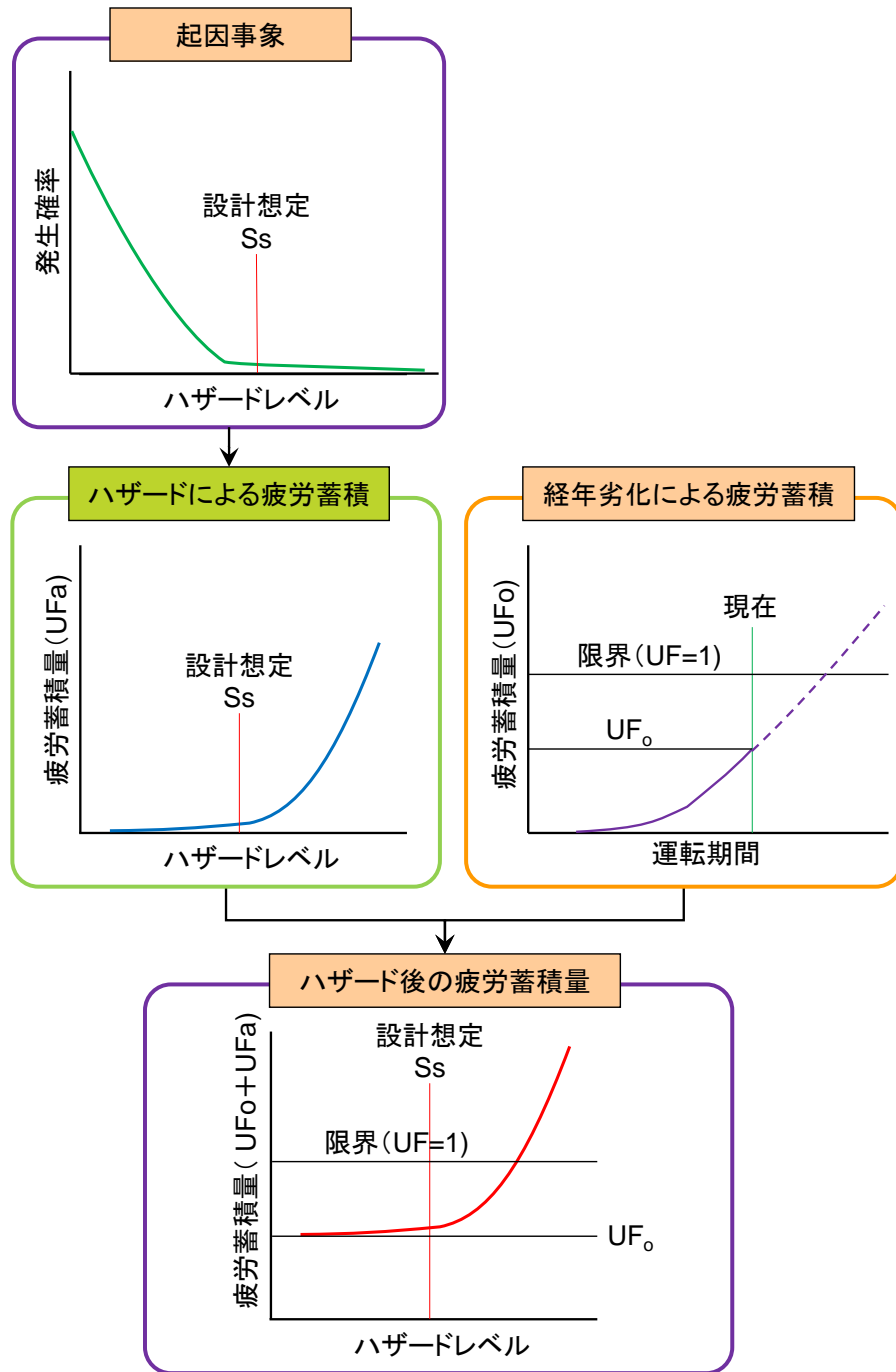 起因事象
発生確率
設計想定
Ss
ハザードレベル
ハザードによる疲労蓄積
疲労蓄積量(UFa)
設計想定
Ss
ハザードレベル
経年劣化による疲労蓄積
疲労蓄積量(UFo)
現在
限界(UF=1)
UFo
運転期間
ハザード後の疲労蓄積量
疲労蓄積量( UFo+UFa)
設計想定
Ss
限界(UF=1)
UFo
ハザードレベル